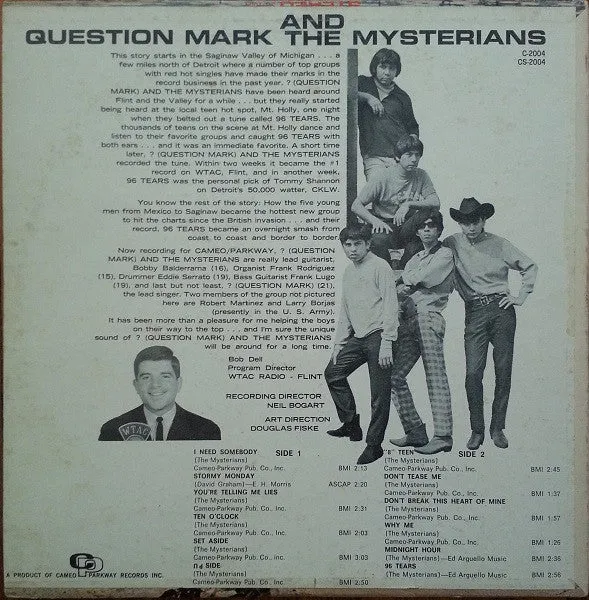 AND
QUESTION MARK THE MYSTERIANS
C-2004
CS-2004
This story starts in the Saginaw Valley of Michigan . . . a
few miles north of Detroit where a number of top groups
with red hot singles have made their marks in the
record business in the past year. ? (QUESTION
MARK) AND THE MYSTERIANS have been heard around
Flint and the Valley for a while . . . but they really started
being heard at the local teen hot spot, Mt. Holly, one night
when they belted out a tune called 96 TEARS. The
thousands of teens on the scene at Mt. Holly dance and
listen to their favorite groups and caught 96 TEARS with
both ears . . . and it was an immediate favorite. A short time
later, ? (QUESTION MARK) AND THE MYSTERIANS
recorded the tune. Within two weeks it became the #1
record on WTAC, Flint, and in another week,
96 TEARS was the personal pick of Tommy Shannon
on Detroit's 50,000 watter, CKLW.
You know the rest of the story: How the five young
men from Mexico to Saginaw became the hottest new group
to hit the charts since the British invasion . . . and their
record, 96 TEARS became an overnight smash from
coast to coast and border to border.
Now recording for CAMEO/PARKWAY, ? (QUESTION
MARK) AND THE MYSTERIANS are really lead guitarist,
Bobby Balderrama (16), Organist Frank Rodriguez
(15), Drummer Eddie Serrato (19), Bass Guitarist Frank Lugo
(19), and last but not least, ? (QUESTION MARK) (21),
the lead singer. Two members of the group not pictured
here are Robert Martinez and Larry Borjas
(presently in the U. S. Army).
It has been more than a pleasure for me helping the boys
on their way to the top . . . and I'm sure the unique
sound of ? (QUESTION MARK) AND THE MYSTERIANS
will be around for a long time.
Bob Dell
Program Director
WTAC RADIO - FLINT
RECORDING DIRECTOR
NEIL BOGART
ART DIRECTION
DOUGLAS FISKE
WTAC
SIDE 1
I NEED SOMEBODY
(The Mysterians)
Cameo-Parkway Pub. Co., Inc. BMI 2:13
STORMY MONDAY
(David Graham)—E. H. Morris ASCAP 2:20
YOU'RE TELLING ME LIES
Cameo-Parkway Pub. Co., Inc. BMI 2:31
TEN O'CLOCK
(The Mysterians)
Cameo-Parkway Pub. Co., Inc. BMI 2:03
SET ASIDE
(The Mysterians)
Cameo-Parkway Pub. Co., Inc. BMI 3:03
SIDE
(The Mysterians)
Cameo-Parkway Pub. Co., Inc. BMI 2:50
SIDE 2
"8" TEEN
(The Mysterians)
Cameo-Parkway Pub. Co., Inc. BMI 2:45
DON'T TEASE ME
(The Mysterians)
Cameo-Parkway Pub. Co., Inc. BMI 1:37
DON'T BREAK THIS HEART OF MINE
(The Mysterians)
Cameo-Parkway Pub. Co., Inc. BMI 1:57
WHY ME
(The Mysterians)
Cameo-Parkway Pub. Co., Inc. BMI 1:26
MIDNIGHT HOUR
(The Mysterians)—Ed Arguello Music BMI 2:36
96 TEARS
(The Mysterians)—Ed Arguello Music BMI 2:56
A PRODUCT OF CAMEO PARKWAY RECORDS INC.